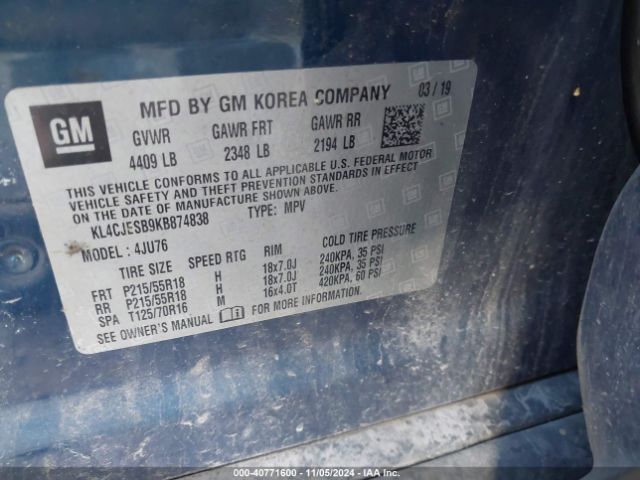 GM
MFD BY GM KOREA COMPANY 03 / 19
GVWR GAWR FRT GAWR RR
4409 LB 2348 LB 2194 LB
THIS VEHICLE CONFORMS TO ALL APPLICABLE U.S. FEDERAL MOTOR
VEHICLE SAFETY AND THEFT PREVENTION STANDARDS IN EFFECT
ON THE DATE OF MANUFACTURE SHOWN ABOVE.
KL4CJESB9KB874838 TYPE: MPV
MODEL: 4JU76
TIRE SIZE SPEED RTG RIM COLD TIRE PRESSURE
FRT P215/55R18 H 18x7.0J 240KPA, 35 PSI
RR P215/55R18 H 18x7.0J 240KPA, 35 PSI
SPA T125/70R16 M 16x4.0T 420KPA, 60 PSI
SEE OWNER'S MANUAL FOR MORE INFORMATION.
000-40771600 - 11/05/2024 - IAA Inc.